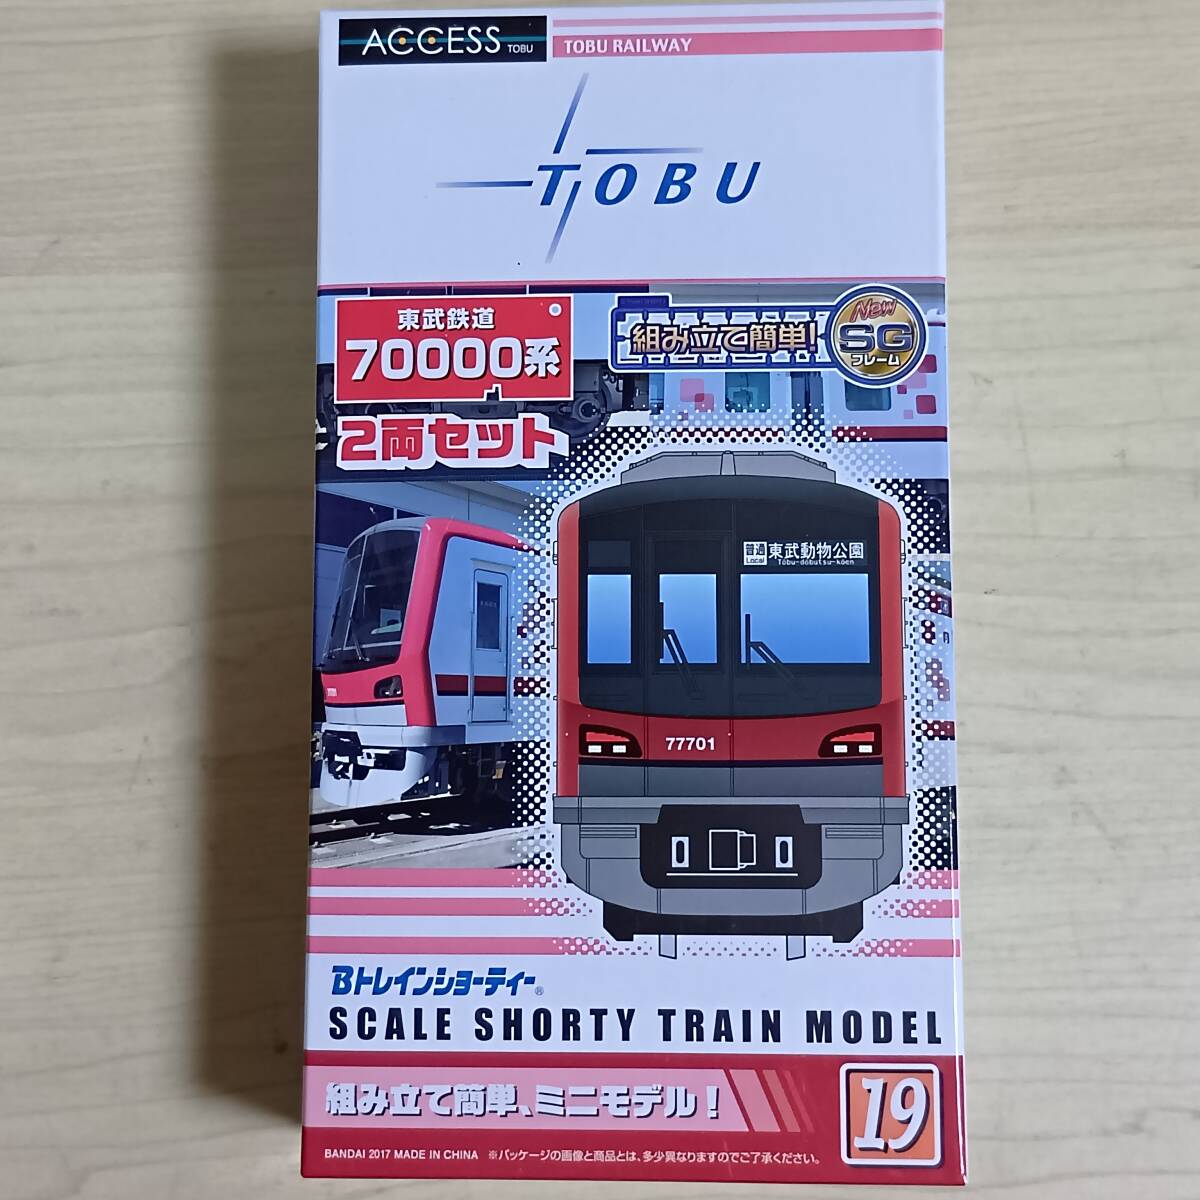 ACCESS TOBU
TOBU RAILWAY
TOBU
東武鉄道
70000系
2両セット
組み立て簡単!
New
SG
フレーム
普通 東武動物公園
Local Tōbu-dōbutsu-kōen
77701
77701
Bトレインショーティー®
SCALE SHORTY TRAIN MODEL
組み立て簡単、ミニモデル!
19
BANDAI 2017 MADE IN CHINA ※パッケージの画像と商品とは、多少異なりますのでご了承ください。